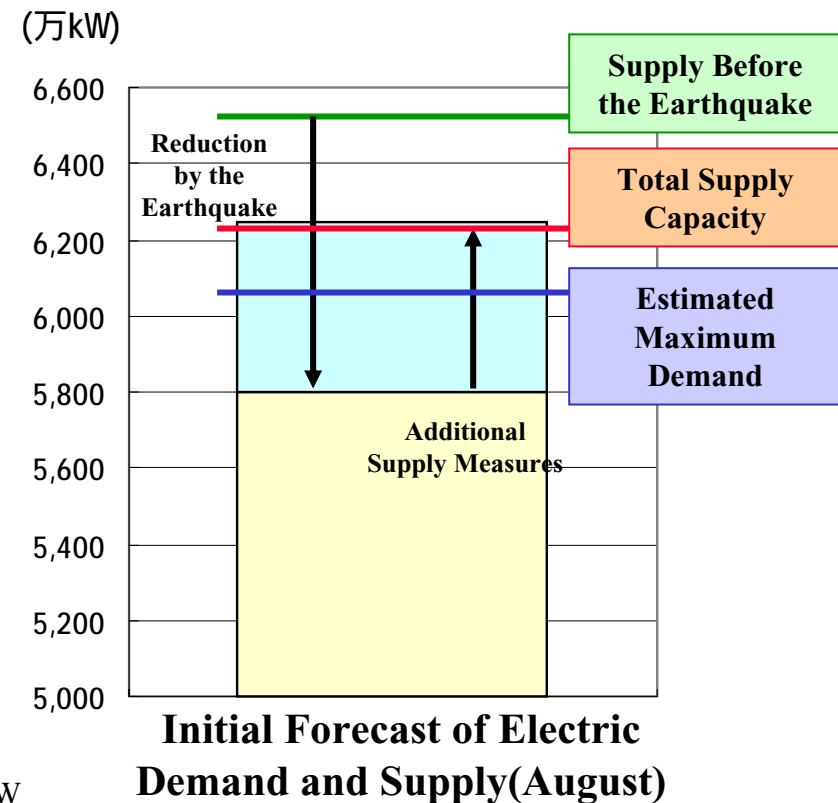 (万kW)
6,600
6,400
6,200
6,000
5,800
5,600
5,400
5,200
5,000
Supply Before
the Earthquake
Reduction
by the
Earthquake
Total Supply
Capacity
Estimated
Maximum
Demand
Additional
Supply Measures
Initial Forecast of Electric
Demand and Supply(August)
w